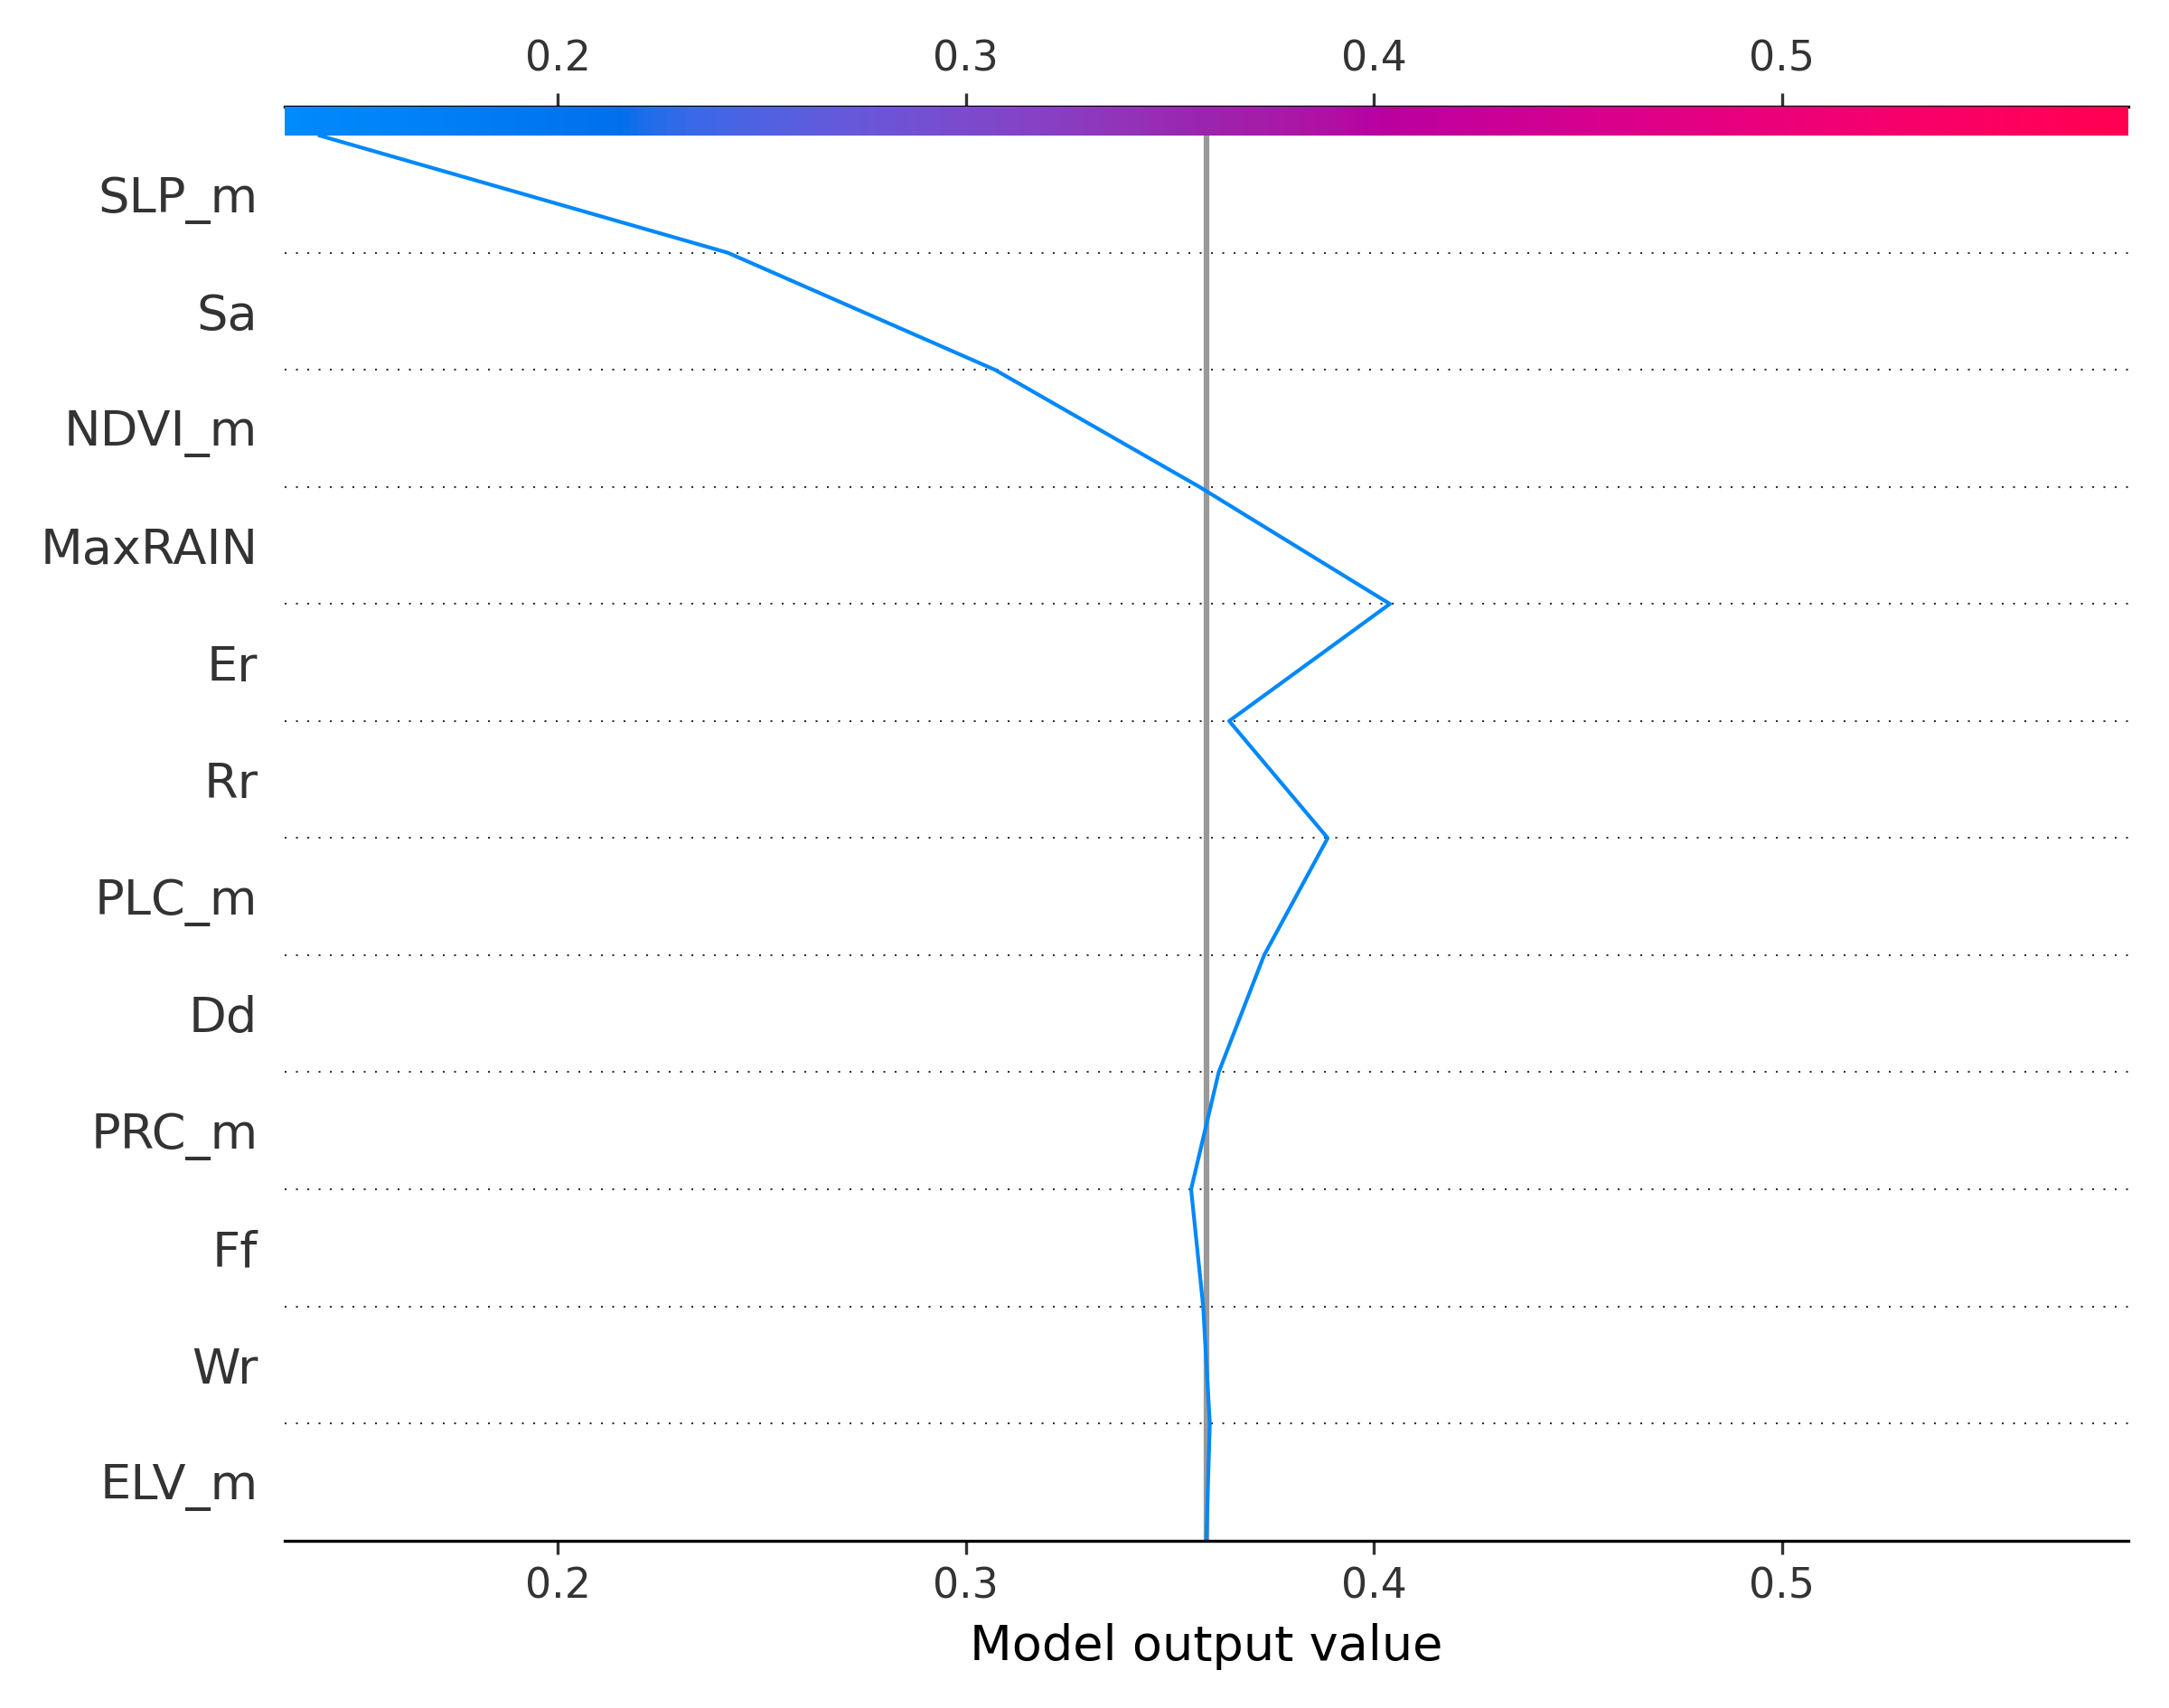 0.2 0.3 0.4 0.5
SLP_m
Sa
NDVI_m
MaxRAIN
Er
Rr
PLC_m
Dd
PRC_m
Ff
Wr
ELV_m
0.2 0.3 0.4 0.5
Model output value